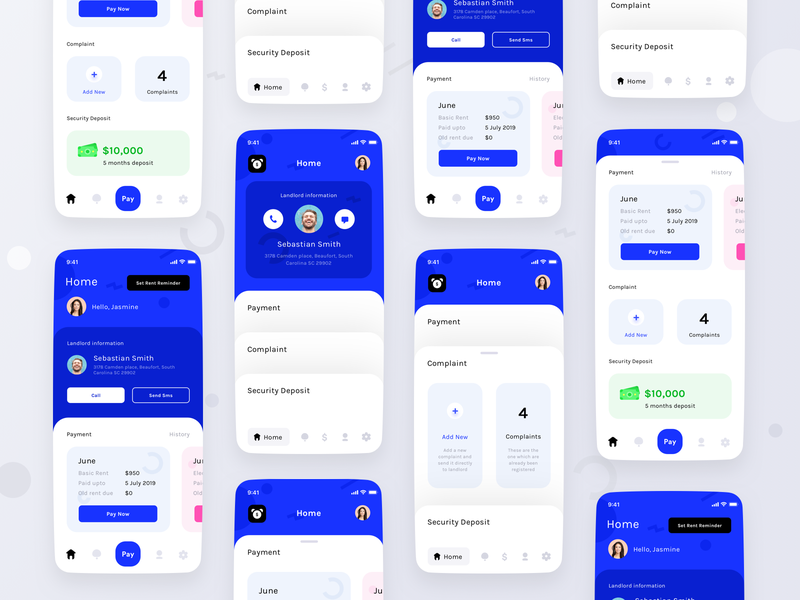 Pay Now
Complaint
+
Add New
4
Complaints
Security Deposit
$10,000
5 months deposit
Pay
9:41
Home
Set Rent Reminder
Hello, Jasmine
Landlord information
Sebastian Smith
3178 Camden place, Beaufort, South
Carolina SC 29902
Call
Send Sms
Payment
History
June
Basic Rent $950
Paid upto 5 July 2019
Old rent due $0
Pay Now
Pay
Complaint
Security Deposit
Home
$
9:41
Home
Landlord information
Sebastian Smith
3178 Camden place, Beaufort, South
Carolina SC 29902
Payment
Complaint
Security Deposit
Home
$
9:41
Home
Payment
June
Sebastian Smith
3178 Camden place, Beaufort, South
Carolina SC 29902
Call
Send Sms
Payment
History
June
Basic Rent $950
Paid upto 5 July 2019
Old rent due $0
Pay Now
Pay
9:41
Home
Payment
Complaint
+
Add New
Add a new
complaint and
send it directly
to landlord
4
Complaints
These are the
one which are
already been
registered
Security Deposit
Home
$
Complaint
Security Deposit
Home
$
9:41
Payment
History
June
Basic Rent $950
Paid upto 5 July 2019
Old rent due $0
Pay Now
Complaint
+
Add New
4
Complaints
Security Deposit
$10,000
5 months deposit
Pay
9:41
Home
Set Rent Reminder
Hello, Jasmine
Landlord information
Sebastian Smith